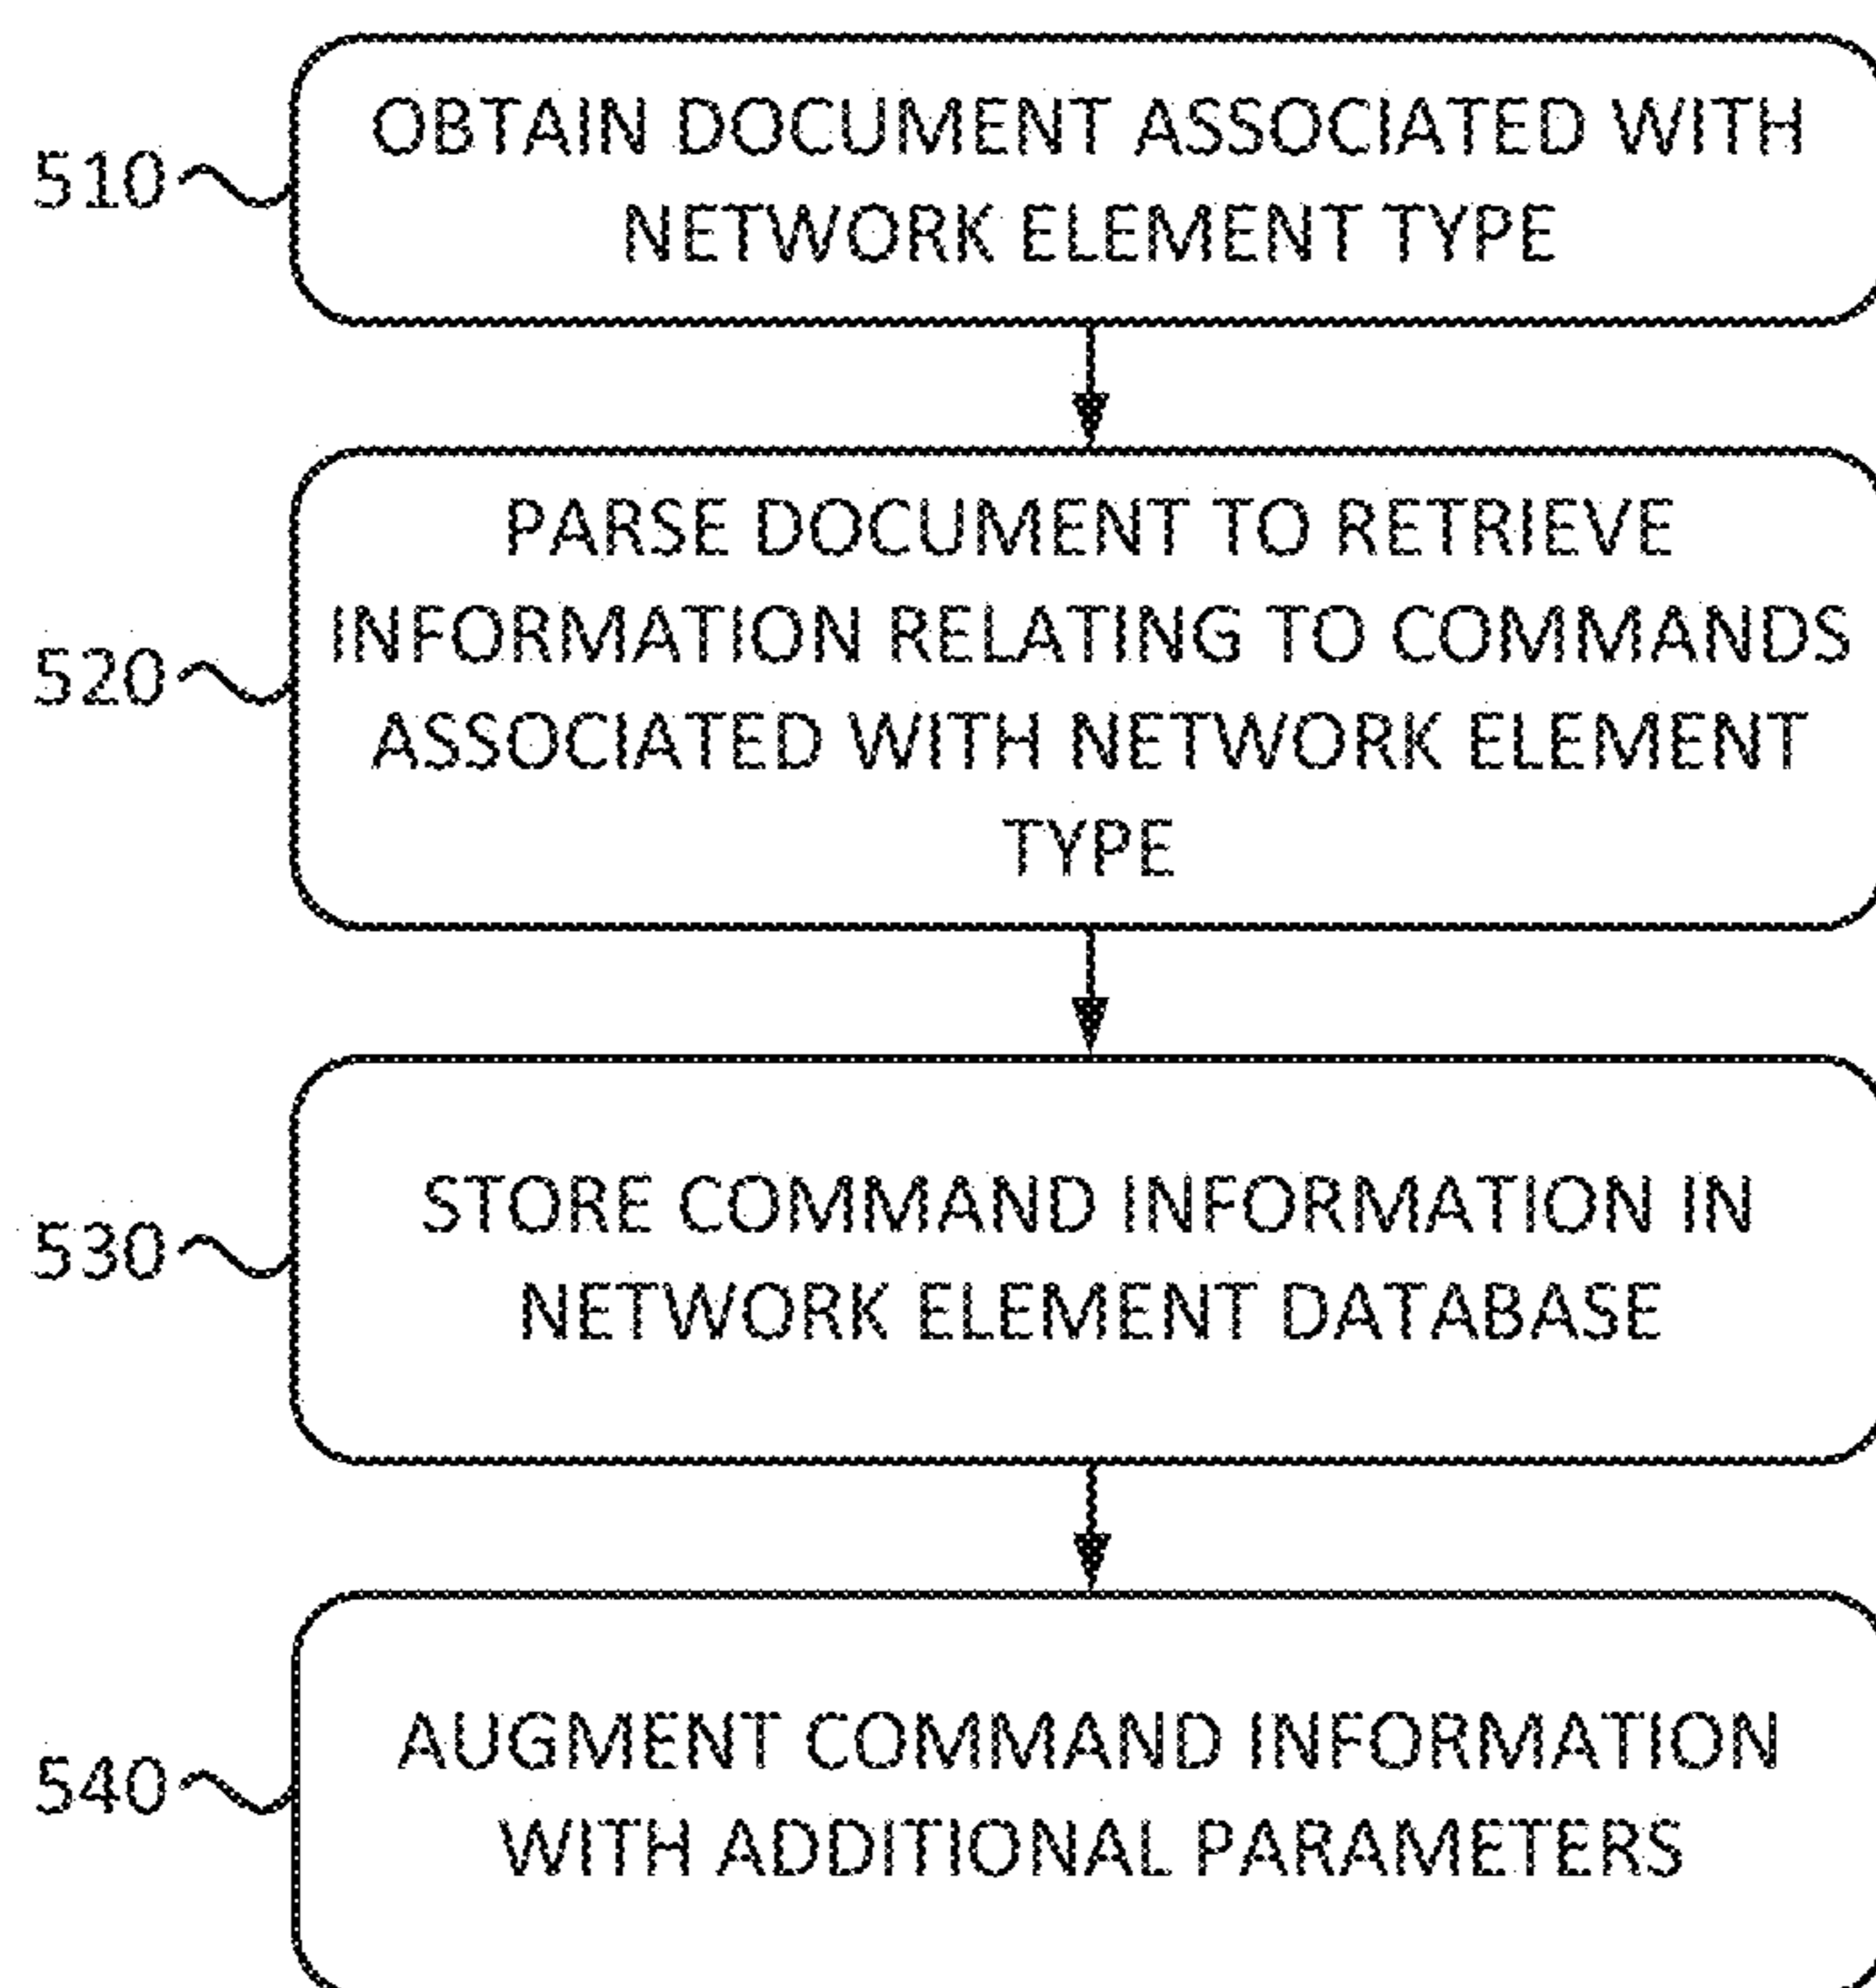 OBTAIN DOCUMENT ASSOCIATED WITH
NETWORK ELEMENT TYPE
510
PARSE DOCUMENT TO RETRIEVE
INFORMATION RELATING TO COMMANDS
ASSOCIATED WITH NETWORK ELEMENT
TYPE
520
STORE COMMAND INFORMATION IN
NETWORK ELEMENT DATABASE
530
AUGMENT COMMAND INFORMATION
WITH ADDITIONAL PARAMETERS
540